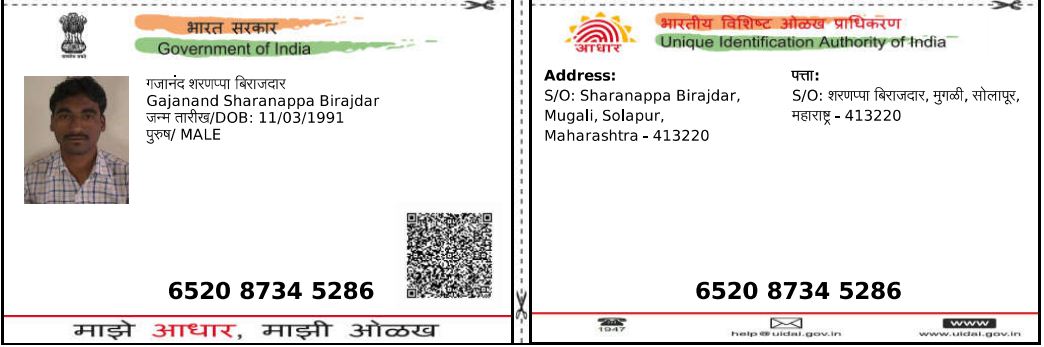 भारत सरकार
Government of India
गजानंद शरणप्पा बिराजदार
Gajanand Sharanappa Birajdar
जन्म तारीख/DOB: 11/03/1991
पुरुष/ MALE
6520 8734 5286
माझे आधार, माझी ओळख
भारतीय विशिष्ट ओळख प्राधिकरण
Unique Identification Authority of India
आधार
Address:
S/O: Sharanappa Birajdar,
Mugali, Solapur,
Maharashtra - 413220
पत्ता:
S/O: शरणप्पा बिराजदार, मुगळी, सोलापूर,
महाराष्ट्र - 413220
6520 8734 5286
1947
help@uidai.gov.in
www
www.uidai.gov.in